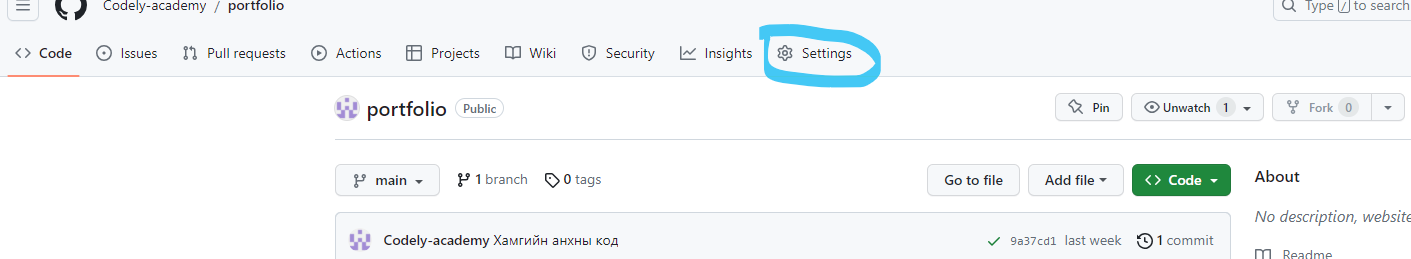 Codely-academy / portfolio
Type / to search
Code Issues Pull requests Actions Projects Wiki Security Insights Settings
portfolio Public
Pin Unwatch 1 Fork 0
main 1 branch 0 tags Go to file Add file Code
About
No description, website
Codely-academy Хамгийн анхны код 9a37cd1 last week 1 commit
Readme